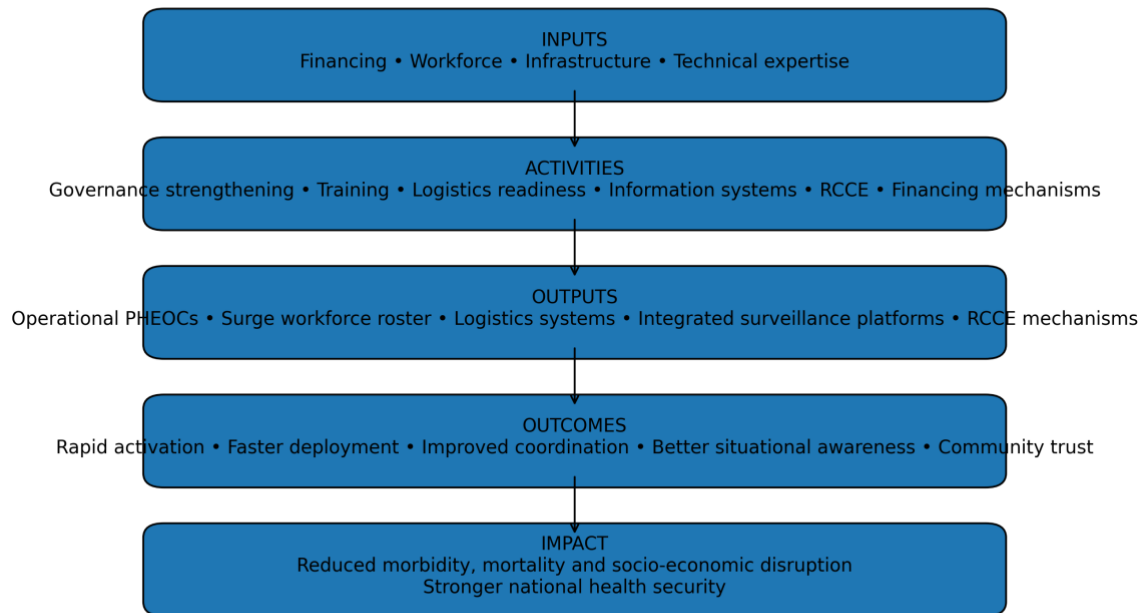 INPUTS
Financing • Workforce • Infrastructure • Technical expertise
ACTIVITIES
Governance strengthening • Training • Logistics readiness • Information systems • RCCE • Financing mechanisms
OUTPUTS
Operational PHEOCs • Surge workforce roster • Logistics systems • Integrated surveillance platforms • RCCE mechanisms
OUTCOMES
Rapid activation • Faster deployment • Improved coordination • Better situational awareness • Community trust
IMPACT
Reduced morbidity, mortality and socio-economic disruption
Stronger national health security